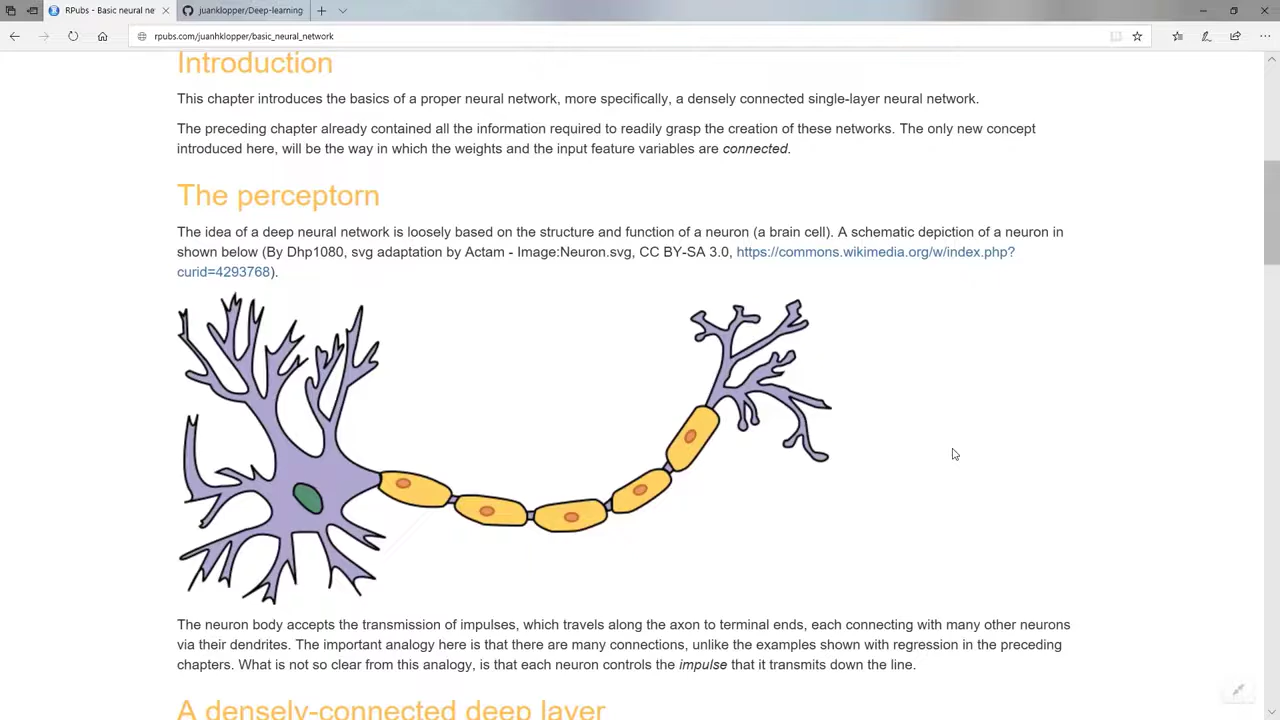 RPubs - Basic neural ne
juanklopper/Deep-learning
rpubs.com/juanhklopper/basic_neural_network
Introduction
This chapter introduces the basics of a proper neural network, more specifically, a densely connected single-layer neural network.
The preceding chapter already contained all the information required to readily grasp the creation of these networks. The only new concept
introduced here, will be the way in which the weights and the input feature variables are connected.
The perceptorn
The idea of a deep neural network is loosely based on the structure and function of a neuron (a brain cell). A schematic depiction of a neuron in
shown below (By Dhp1080, svg adaptation by Actam - Image:Neuron.svg, CC BY-SA 3.0, https://commons.wikimedia.org/w/index.php?
curid=4293768).
The neuron body accepts the transmission of impulses, which travels along the axon to terminal ends, each connecting with many other neurons
via their dendrites. The important analogy here is that there are many connections, unlike the examples shown with regression in the preceding
chapters. What is not so clear from this analogy, is that each neuron controls the impulse that it transmits down the line.
A densely-connected deep layer